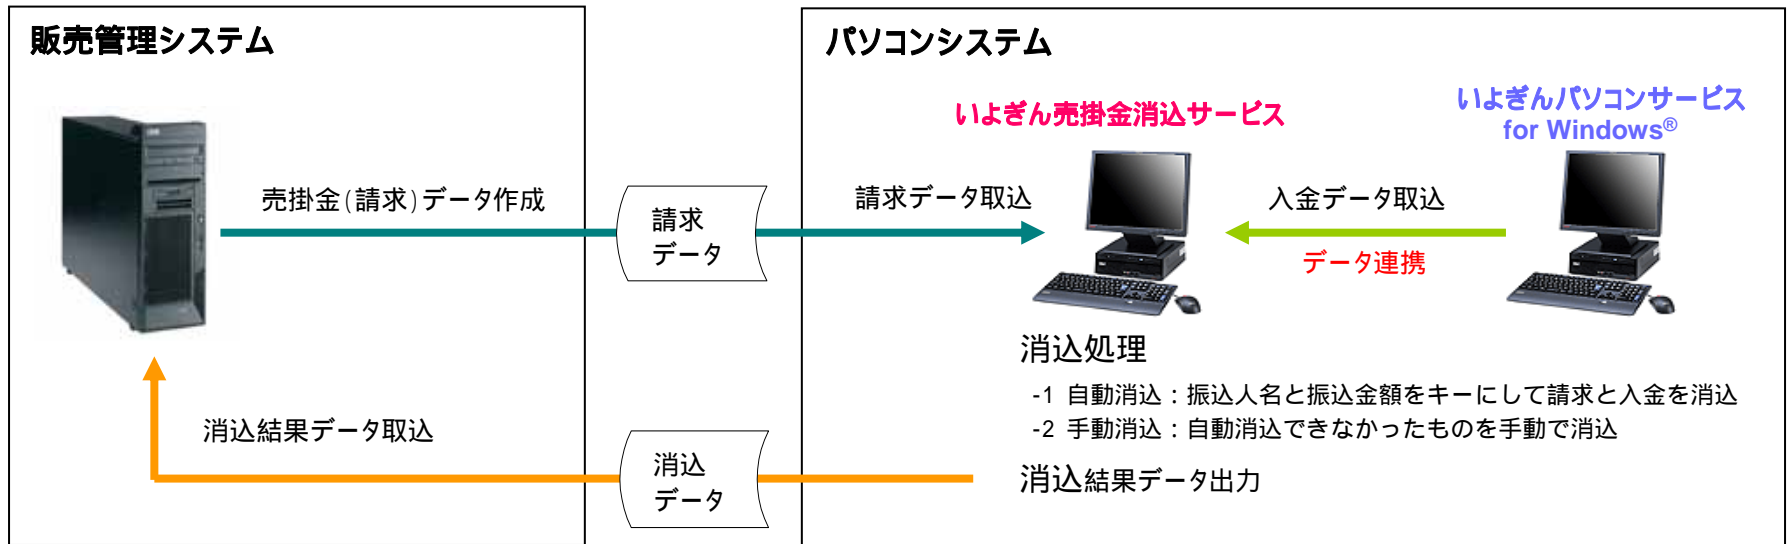 販売管理システム
パソコンシステム
いよぎん売掛金消込サービス
いよぎんパソコンサービス
for Windows®
売掛金(請求)データ作成
請求
データ
請求データ取込
入金データ取込
データ連携
消込処理
-1 自動消込：振込人名と振込金額をキーにして請求と入金を消込
-2 手動消込：自動消込できなかったものを手動で消込
消込結果データ取込
消込
データ
消込結果データ出力